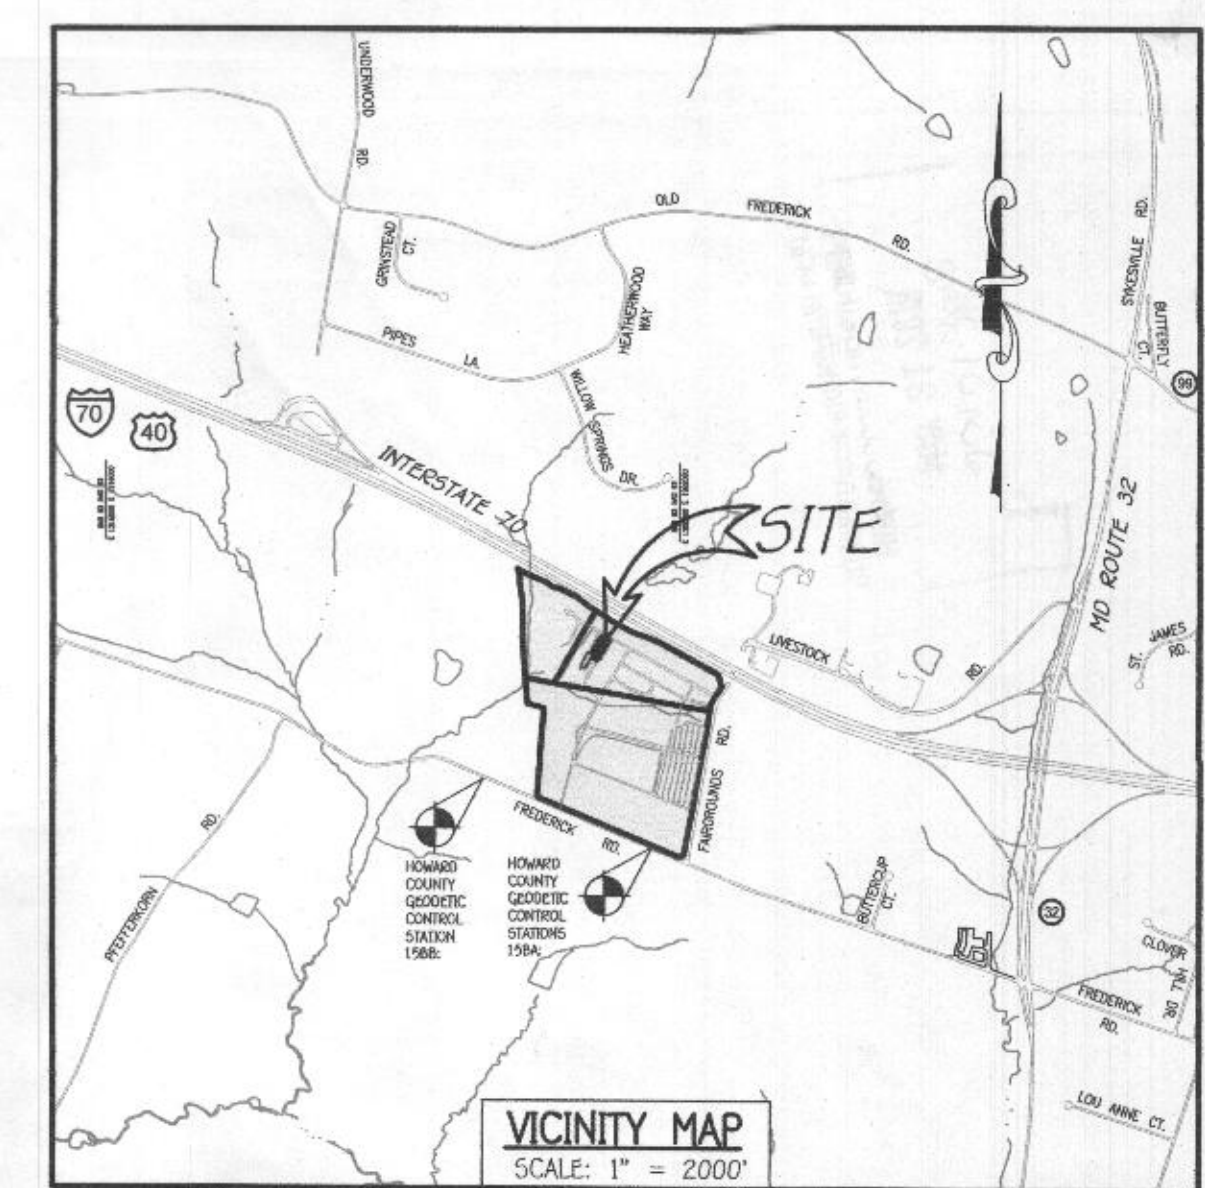 UNDERWOOD
RD.
OLD
FREDERICK
RD.
GRINSTEAD
CT.
HEATHERWOOD
WAY
SYKESVILLE
RD.
BUTTERFLY
CT.
PIPES
LA.
99
70
40
INTERSTATE 70
WILLOW SPRINGS
DR.
SITE
MD ROUTE 32
ST. JAMES
RD.
LIVESTOCK
RD.
FAIRGROUNDS
RD.
PFEFFERKORN
RD.
FREDERICK
RD.
HOWARD
COUNTY
GEODETIC
CONTROL
STATION
15BB:
HOWARD
COUNTY
GEODETIC
CONTROL
STATIONS
15BA:
BUTTERCUP
CT.
32
CLOVER
HILL DR.
FREDERICK
RD.
LOU ANNE CT.
VICINITY MAP
SCALE: 1" = 2000'